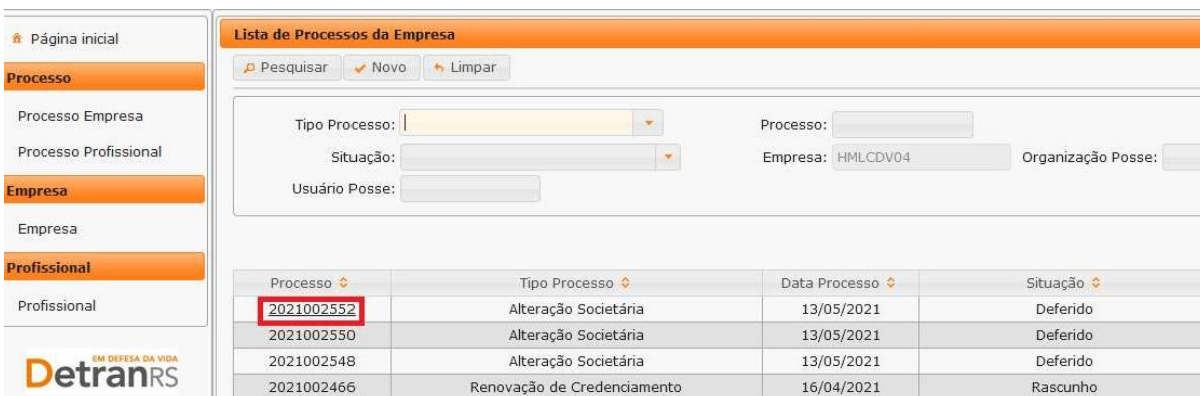 Página inicial
Processo
Processo Empresa
Processo Profissional
Empresa
Empresa
Profissional
Profissional
EM DEFESA DA VIDA
DetranRS
Lista de Processos da Empresa
Pesquisar Novo Limpar
Tipo Processo: Processo:
Situação: Empresa: HMLCDV04 Organização Posse:
Usuário Posse:
Processo Tipo Processo Data Processo Situação
2021002552 Alteração Societária 13/05/2021 Deferido
2021002550 Alteração Societária 13/05/2021 Deferido
2021002548 Alteração Societária 13/05/2021 Deferido
2021002466 Renovação de Credenciamento 16/04/2021 Rascunho